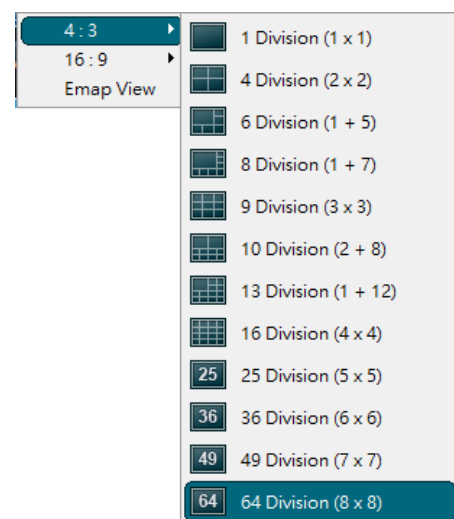 4 : 3
16 : 9
Emap View
1 Division (1 x 1)
4 Division (2 x 2)
6 Division (1 + 5)
8 Division (1 + 7)
9 Division (3 x 3)
10 Division (2 + 8)
13 Division (1 + 12)
16 Division (4 x 4)
25 25 Division (5 x 5)
36 36 Division (6 x 6)
49 49 Division (7 x 7)
64 64 Division (8 x 8)